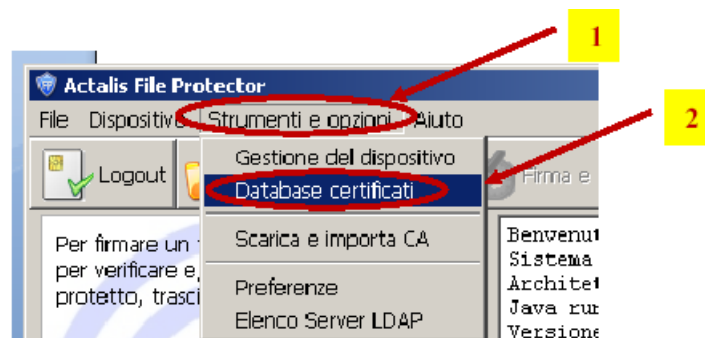 1
Actalis File Protector
2
File Dispositivo Strumenti e opzioni Aiuto
Logout
Gestione del dispositivo
Firma e
Database certificati
Per firmare un
per verificare e,
protetto, trasci
Scarica e importa CA
Preferenze
Elenco Server LDAP
Benvenut
Sistema
Architet
Java run
Versione